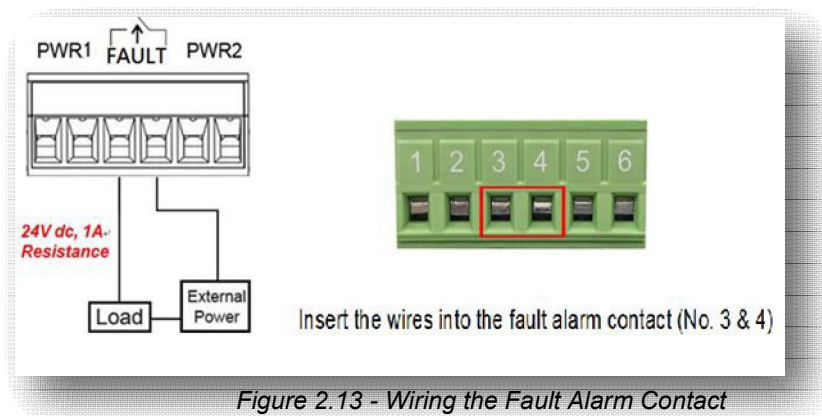 PWR1 FAULT PWR2
1 2 3 4 5 6
24V dc, 1A
Resistance
Load
External
Power
Insert the wires into the fault alarm contact (No. 3 & 4)
Figure 2.13 - Wiring the Fault Alarm Contact